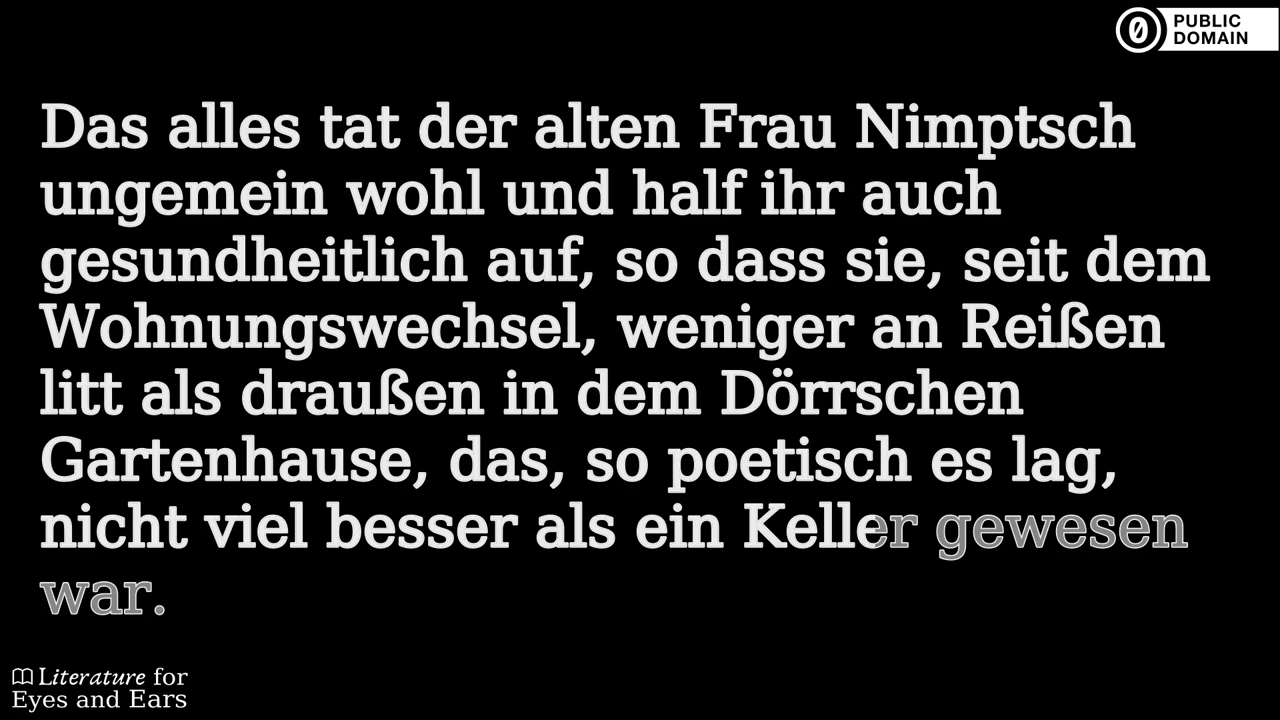 PUBLIC
DOMAIN
Das alles tat der alten Frau Nimptsch
ungemein wohl und half ihr auch
gesundheitlich auf, so dass sie, seit dem
Wohnungswechsel, weniger an Reißen
litt als draußen in dem Dörrschen
Gartenhause, das, so poetisch es lag,
nicht viel besser als ein Keller gewesen
war.
Literature for
Eyes and Ears